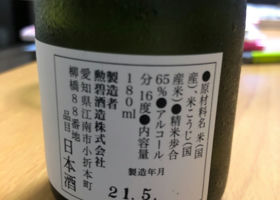 ●原材料名 米(国
産)、米こうじ(国
産米)●精米歩合
65%●アルコール
分 16度●内容量
180ml
製造者
勲碧酒造株式会社
愛知県江南市小折本町
柳橋88番地
品目 日本酒
製造年月
21.5.